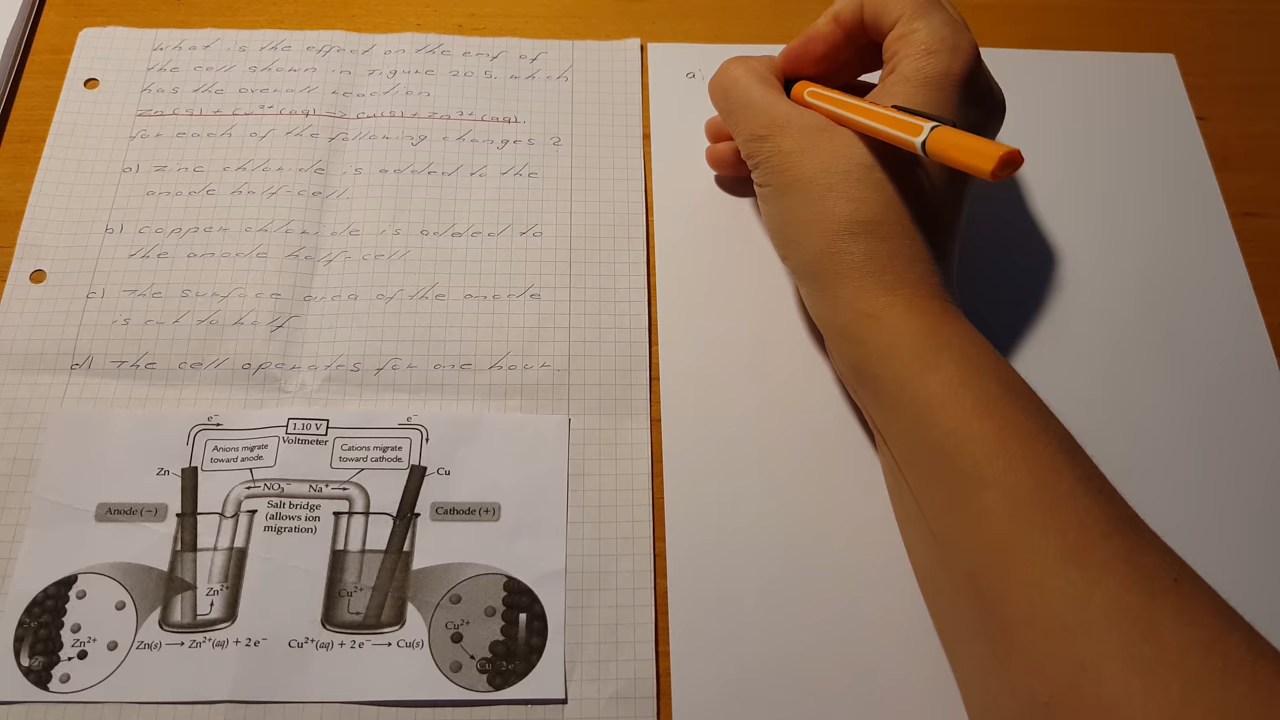 What is the effect on the emf of
the cell shown in Figure 20.5, which
has the overall reaction
Zn(s) + Cu²⁺(aq) -> Cu(s) + Zn²⁺(aq),
for each of the following changes?
a) zinc chloride is added to the
anode half-cell.
b) copper chloride is added to
the anode half-cell
c) The surface area of the anode
is cut to half
d) The cell operates for one hour.
e⁻
1.10 V
e⁻
Voltmeter
Anions migrate
toward anode.
Cations migrate
toward cathode.
Zn
Cu
NO₃⁻
Na⁺
Salt bridge
(allows ion
migration)
Anode (−)
Cathode (+)
Zn²⁺
Cu²⁺
2e⁻
Zn²⁺
Zn
Zn(s) ⟶ Zn²⁺(aq) + 2 e⁻
Cu²⁺(aq) + 2 e⁻ ⟶ Cu(s)
Cu²⁺
Cu
2e⁻
a)